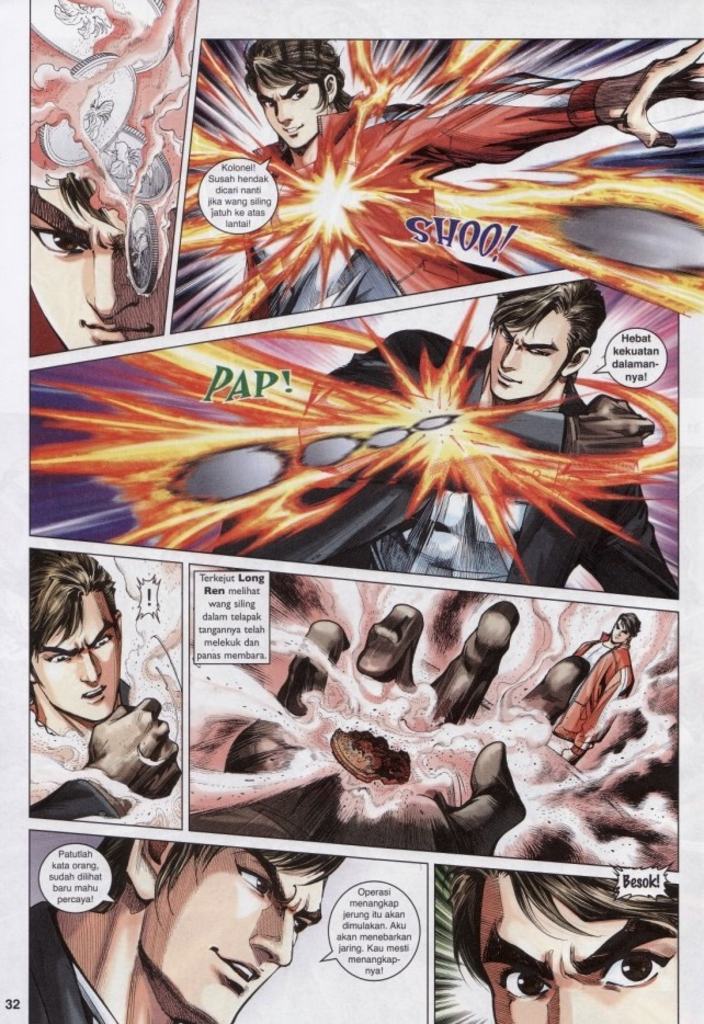 Kolonel!
Susah hendak
dicari nanti
jika wang siling
jatuh ke atas
lantai!
SHOO!
Hebat
kekuatan
dalaman-
nya!
PAP!
!
Terkejut Long
Ren melihat
wang siling
dalam telapak
tangannya telah
melekuk dan
panas membara.
Patutlah
kata orang,
sudah dilihat
baru mahu
percaya!
Operasi
menangkap
jerung itu akan
dimulakan. Aku
akan menebarkan
jaring. Kau mesti
menangkap-
nya!
Besok!
32